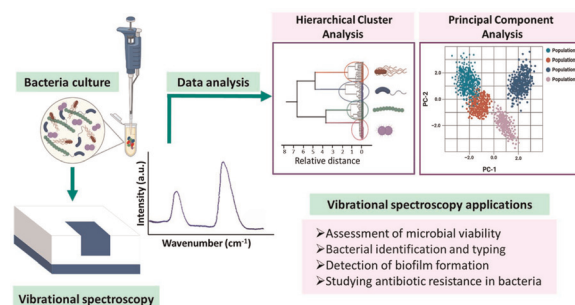 Hierarchical Cluster
Analysis
Principal Component
Analysis
Bacteria culture
Data analysis
8 7 6 5 4 3 2 1 0
Relative distance
PC-2
3.0
0.0
-3.0
-2.0
0.0
2.0
PC-1
Population
Population
Population
Population
Intensity (a.u.)
Wavenumber (cm⁻¹)
Vibrational spectroscopy
Vibrational spectroscopy applications
➢Assessment of microbial viability
➢Bacterial identification and typing
➢Detection of biofilm formation
➢Studying antibiotic resistance in bacteria